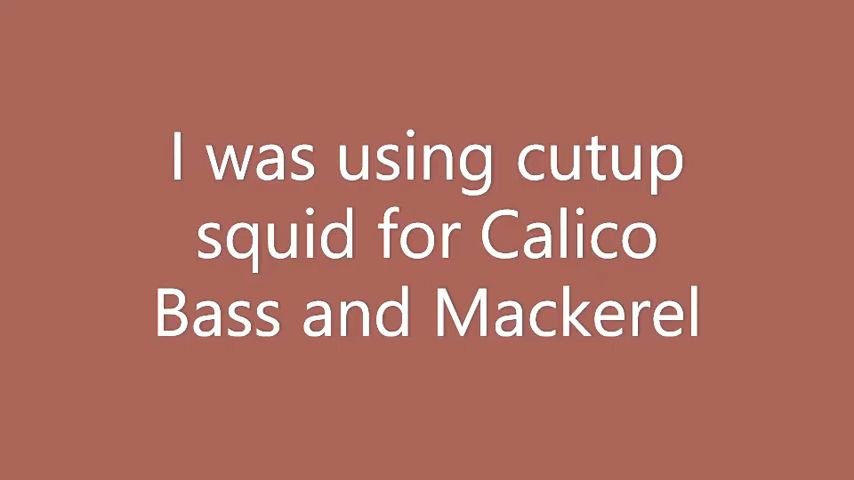 I was using cutup
squid for Calico
Bass and Mackerel